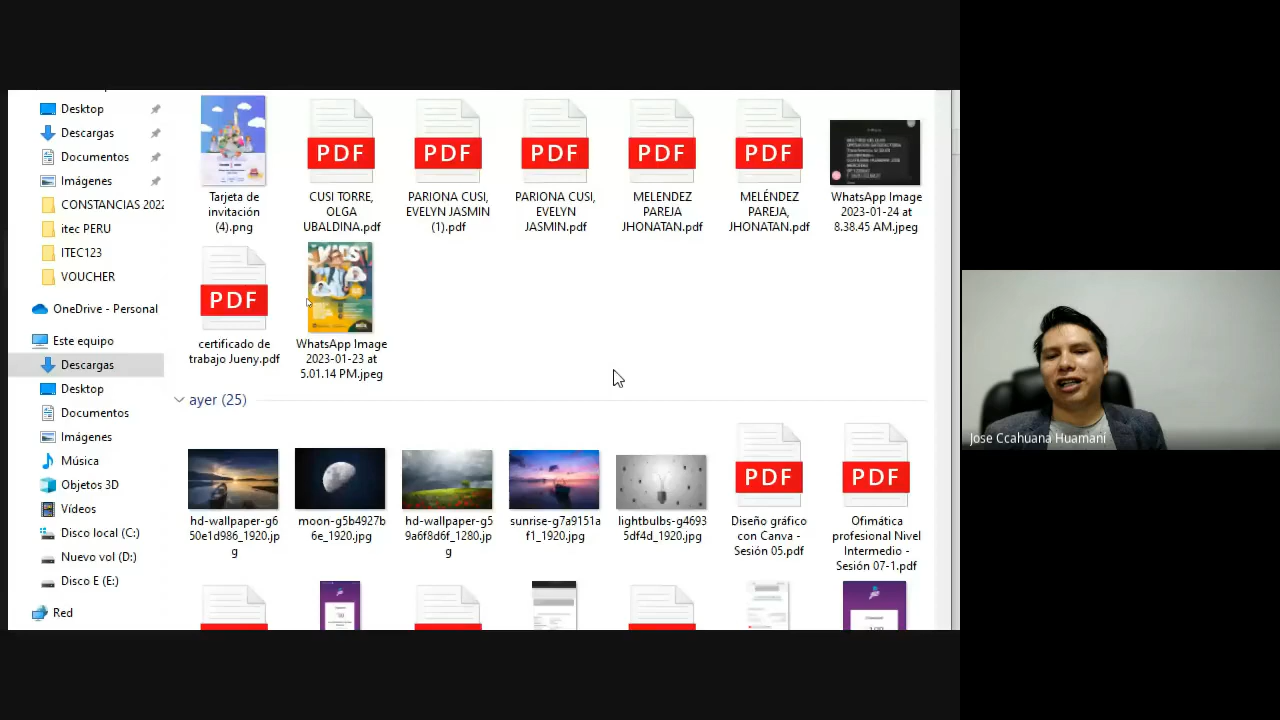 Desktop
Descargas
Documentos
Imágenes
CONSTANCIAS 2022
itec PERU
ITEC123
VOUCHER
OneDrive - Personal
Este equipo
Descargas
Desktop
Documentos
Imágenes
Música
Objetos 3D
Vídeos
Disco local (C:)
Nuevo vol (D:)
Disco E (E:)
Red
PDF
PDF
PDF
PDF
PDF
Tarjeta de
invitación
(4).png
CUSI TORRE,
OLGA
UBALDINA.pdf
PARIONA CUSI,
EVELYN JASMIN
(1).pdf
PARIONA CUSI,
EVELYN
JASMIN.pdf
MELENDEZ
PAREJA
JHONATAN.pdf
MELÉNDEZ
PAREJA,
JHONATAN.pdf
WhatsApp Image
2023-01-24 at
8.38.45 AM.jpeg
PDF
certificado de
trabajo Jueny.pdf
WhatsApp Image
2023-01-23 at
5.01.14 PM.jpeg
ayer (25)
PDF
PDF
hd-wallpaper-g6
50e1d986_1920.jp
g
moon-g5b4927b
6e_1920.jpg
hd-wallpaper-g5
9a6f8d6f_1280.jp
g
sunrise-g7a9151a
f1_1920.jpg
lightbulbs-g4693
5df4d_1920.jpg
Diseño gráfico
con Canva -
Sesión 05.pdf
Ofimática
profesional Nivel
Intermedio -
Sesión 07-1.pdf
Jose Ccahuana Huamani